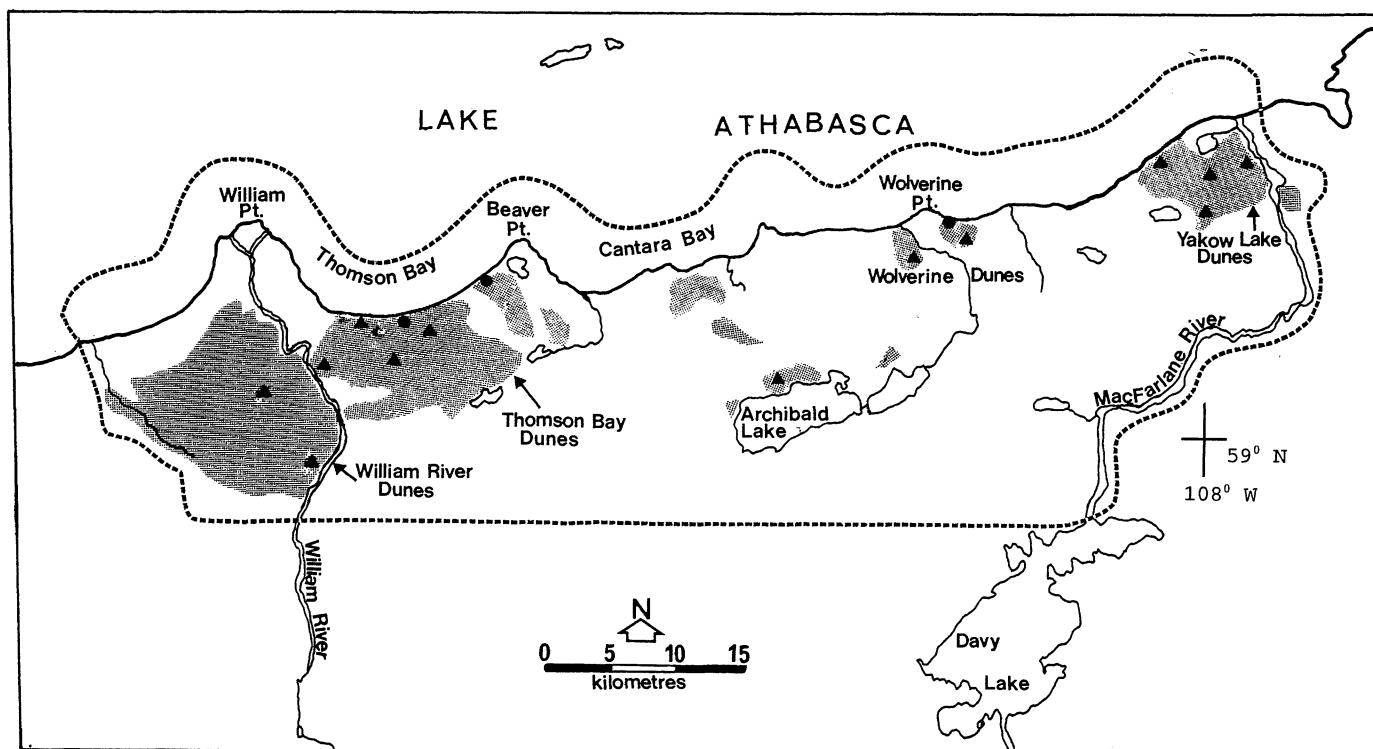 LAKE ATHABASCA
William
Pt.
Beaver
Pt.
Thomson Bay
Cantara Bay
Wolverine
Pt.
Wolverine Dunes
Yakow Lake
Dunes
MacFarlane River
Thomson Bay
Dunes
Archibald
Lake
William River
Dunes
59° N
108° W
William River
N
0 5 10 15
kilometres
Davy
Lake